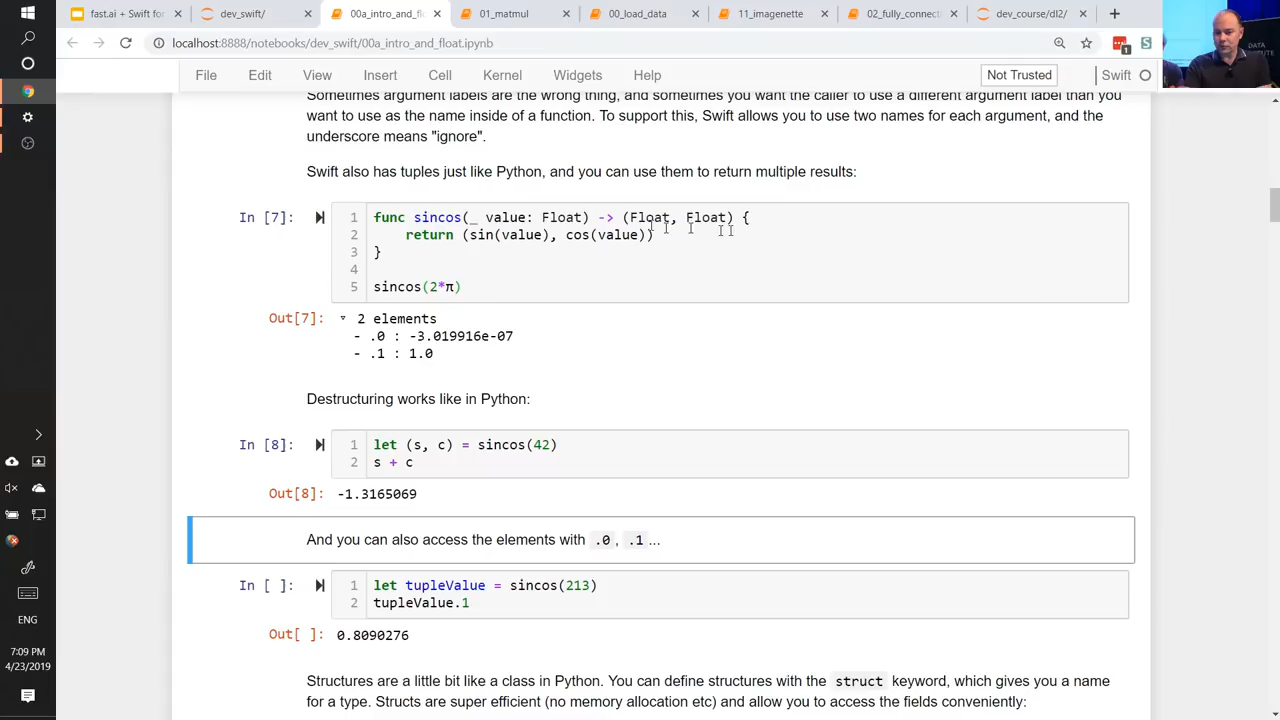 fast.ai – Swift for
dev_swift/
00a_intro_and_fl
01_matmul
00_load_data
11_imagenette
02_fully_connect
dev_course/dl2/
localhost:8888/notebooks/dev_swift/00a_intro_and_float.ipynb
1
S
DATA
File Edit View Insert Cell Kernel Widgets Help
Not Trusted
Swift
Sometimes argument labels are the wrong thing, and sometimes you want the caller to use a different argument label than you
want to use as the name inside of a function. To support this, Swift allows you to use two names for each argument, and the
underscore means "ignore".
Swift also has tuples just like Python, and you can use them to return multiple results:
In [7]:
1 func sincos(_ value: Float) -> (Float, Float) {
2 return (sin(value), cos(value))
3 }
4
5 sincos(2*π)
Out[7]:
▾ 2 elements
- .0 : -3.019916e-07
- .1 : 1.0
Destructuring works like in Python:
In [8]:
1 let (s, c) = sincos(42)
2 s + c
Out[8]: -1.3165069
And you can also access the elements with .0, .1...
In [ ]:
1 let tupleValue = sincos(213)
2 tupleValue.1
Out[ ]: 0.8090276
Structures are a little bit like a class in Python. You can define structures with the struct keyword, which gives you a name
for a type. Structs are super efficient (no memory allocation etc) and allow you to access the fields conveniently:
ENG
7:09 PM
4/23/2019